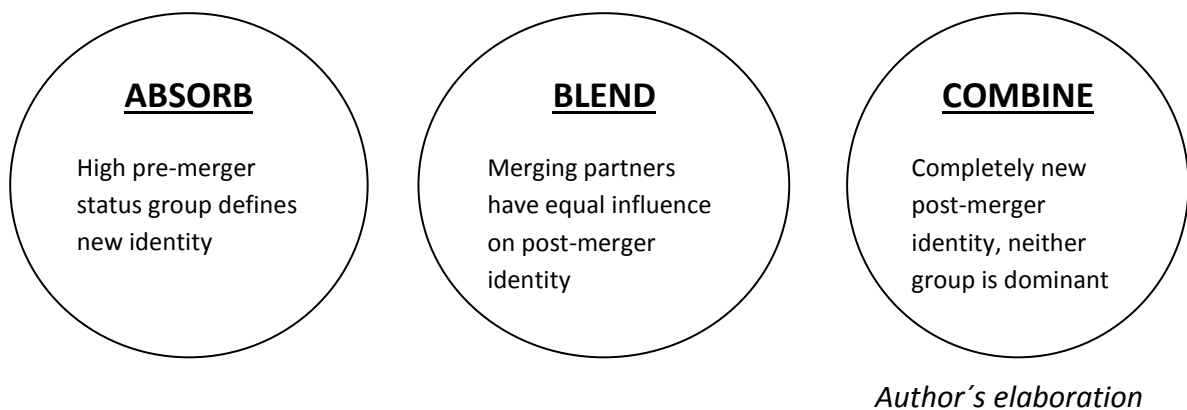 ABSORB
High pre-merger
status group defines
new identity
BLEND
Merging partners
have equal influence
on post-merger
identity
COMBINE
Completely new
post-merger
identity, neither
group is dominant
Author´s elaboration